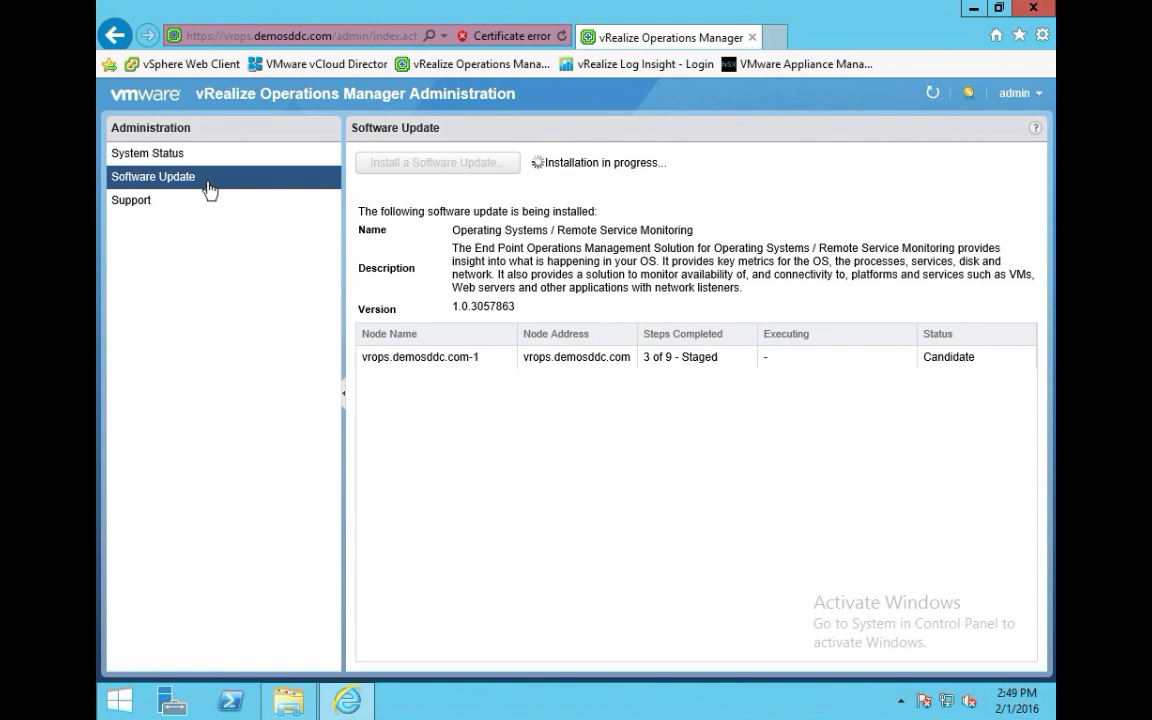 https://vrops.demosddc.com/admin/index.act
Certificate error
vRealize Operations Manager
vSphere Web Client
VMware vCloud Director
vRealize Operations Mana...
vRealize Log Insight - Login
NSX
VMware Appliance Mana...
vmware
vRealize Operations Manager Administration
admin
Administration
Software Update
?
System Status
Software Update
Support
Install a Software Update...
Installation in progress...
The following software update is being installed:
Name
Operating Systems / Remote Service Monitoring
Description
The End Point Operations Management Solution for Operating Systems / Remote Service Monitoring provides
insight into what is happening in your OS. It provides key metrics for the OS, the processes, services, disk and
network. It also provides a solution to monitor availability of, and connectivity to, platforms and services such as VMs,
Web servers and other applications with network listeners.
Version
1.0.3057863
Node Name Node Address Steps Completed Executing Status
vrops.demosddc.com-1 vrops.demosddc.com 3 of 9 - Staged - Candidate
Activate Windows
Go to System in Control Panel to
activate Windows.
2:49 PM
2/1/2016